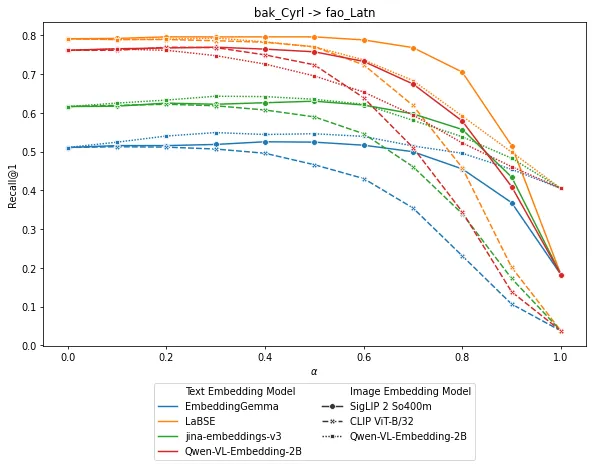 bak_Cyrl -> fao_Latn
Recall@1
0.8
0.7
0.6
0.5
0.4
0.3
0.2
0.1
0.0
0.0 0.2 0.4 0.6 0.8 1.0
α
Text Embedding Model Image Embedding Model
EmbeddingGemma SigLIP 2 So400m
LaBSE CLIP ViT-B/32
jina-embeddings-v3 Qwen-VL-Embedding-2B
Qwen-VL-Embedding-2B